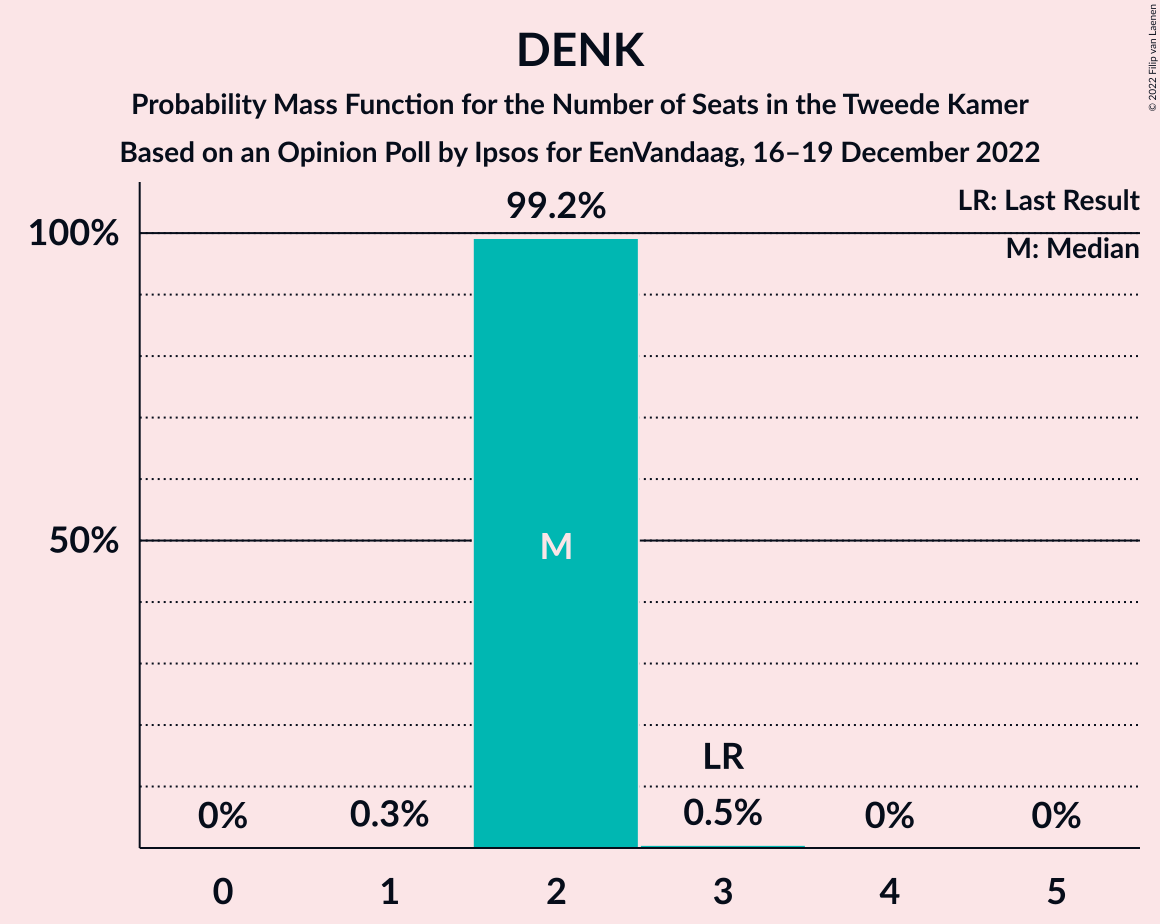 DENK
Probability Mass Function for the Number of Seats in the Tweede Kamer
Based on an Opinion Poll by Ipsos for EenVandaag, 16–19 December 2022
© 2022 Filip van Laenen
LR: Last Result
M: Median
99.2%
100%
50%
M
LR
0%
0.3%
0.5%
0%
0%
0 1 2 3 4 5